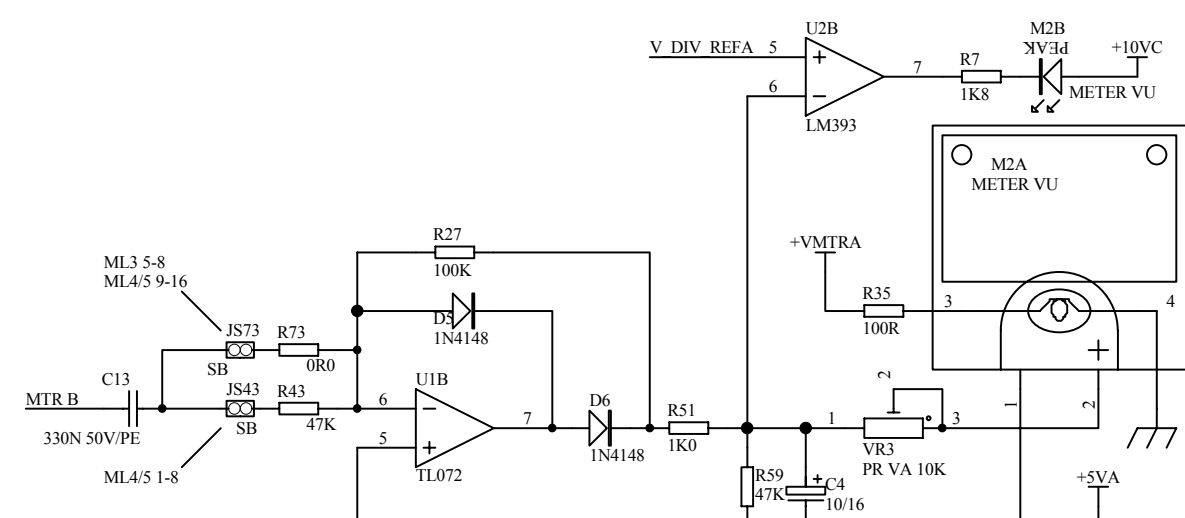 U2B
M2B
PEAK
+10VC
V_DIV_REFA 5
6
7
R7
1K8
METER VU
LM393
M2A
METER VU
R27
100K
+VMTRA
ML3 5-8
ML4/5 9-16
R35
100R
3
4
D5
1N4148
JS73
SB
R73
0R0
C13
MTR B
330N 50V/PE
JS43
SB
R43
47K
U1B
6
5
7
TL072
D6
1N4148
R51
1K0
2
1
3
VR3
PR VA 10K
1
2
ML4/5 1-8
R59
47K
C4
10/16
+5VA